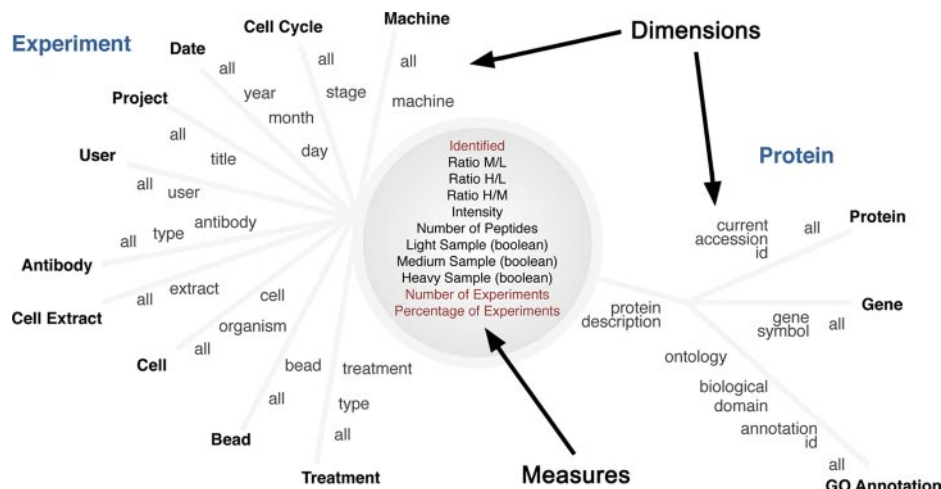 Experiment
Machine
Cell Cycle
Date
Project
User
Antibody
Cell Extract
Cell
Bead
Treatment
all
machine
all
stage
all
year
month
day
all
title
all
user
all
type
antibody
all
extract
cell
organism
all
bead
all
treatment
type
all
Identified
Ratio M/L
Ratio H/L
Ratio H/M
Intensity
Number of Peptides
Light Sample (boolean)
Medium Sample (boolean)
Heavy Sample (boolean)
Number of Experiments
Percentage of Experiments
Dimensions
Measures
Protein
Protein
all
current
accession
id
Gene
all
gene
symbol
protein
description
ontology
biological
domain
annotation
id
all
GO Annotation